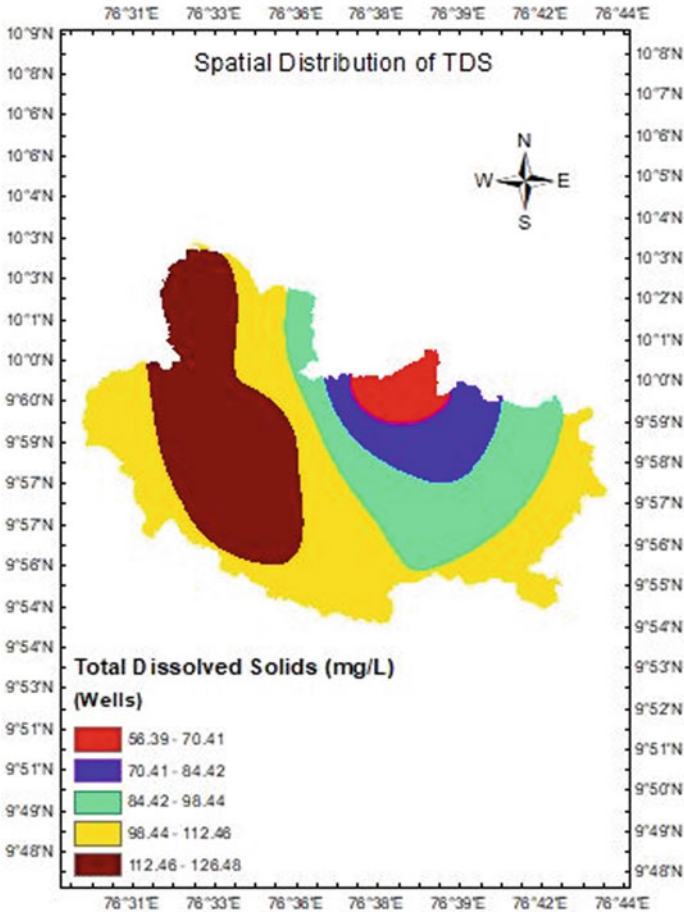 76°31'E 76°33'E 76°36'E 76°38'E 76°39'E 76°42'E 76°44'E
10°9'N
10°8'N
10°7'N
10°6'N
10°6'N
10°4'N
10°3'N
10°3'N
10°1'N
10°0'N
9°60'N
9°59'N
9°57'N
9°57'N
9°56'N
9°54'N
9°54'N
9°53'N
9°51'N
9°51'N
9°49'N
9°48'N
Spatial Distribution of TDS
N
W E
S
Total Dissolved Solids (mg/L)
(Wells)
56.39 - 70.41
70.41 - 84.42
84.42 - 98.44
98.44 - 112.46
112.46 - 126.48
10°8'N
10°7'N
10°6'N
10°5'N
10°4'N
10°3'N
10°2'N
10°1'N
10°0'N
9°59'N
9°58'N
9°57'N
9°56'N
9°55'N
9°54'N
9°53'N
9°52'N
9°51'N
9°50'N
9°49'N
9°48'N
76°31'E 76°33'E 76°36'E 76°38'E 76°39'E 76°42'E 76°44'E